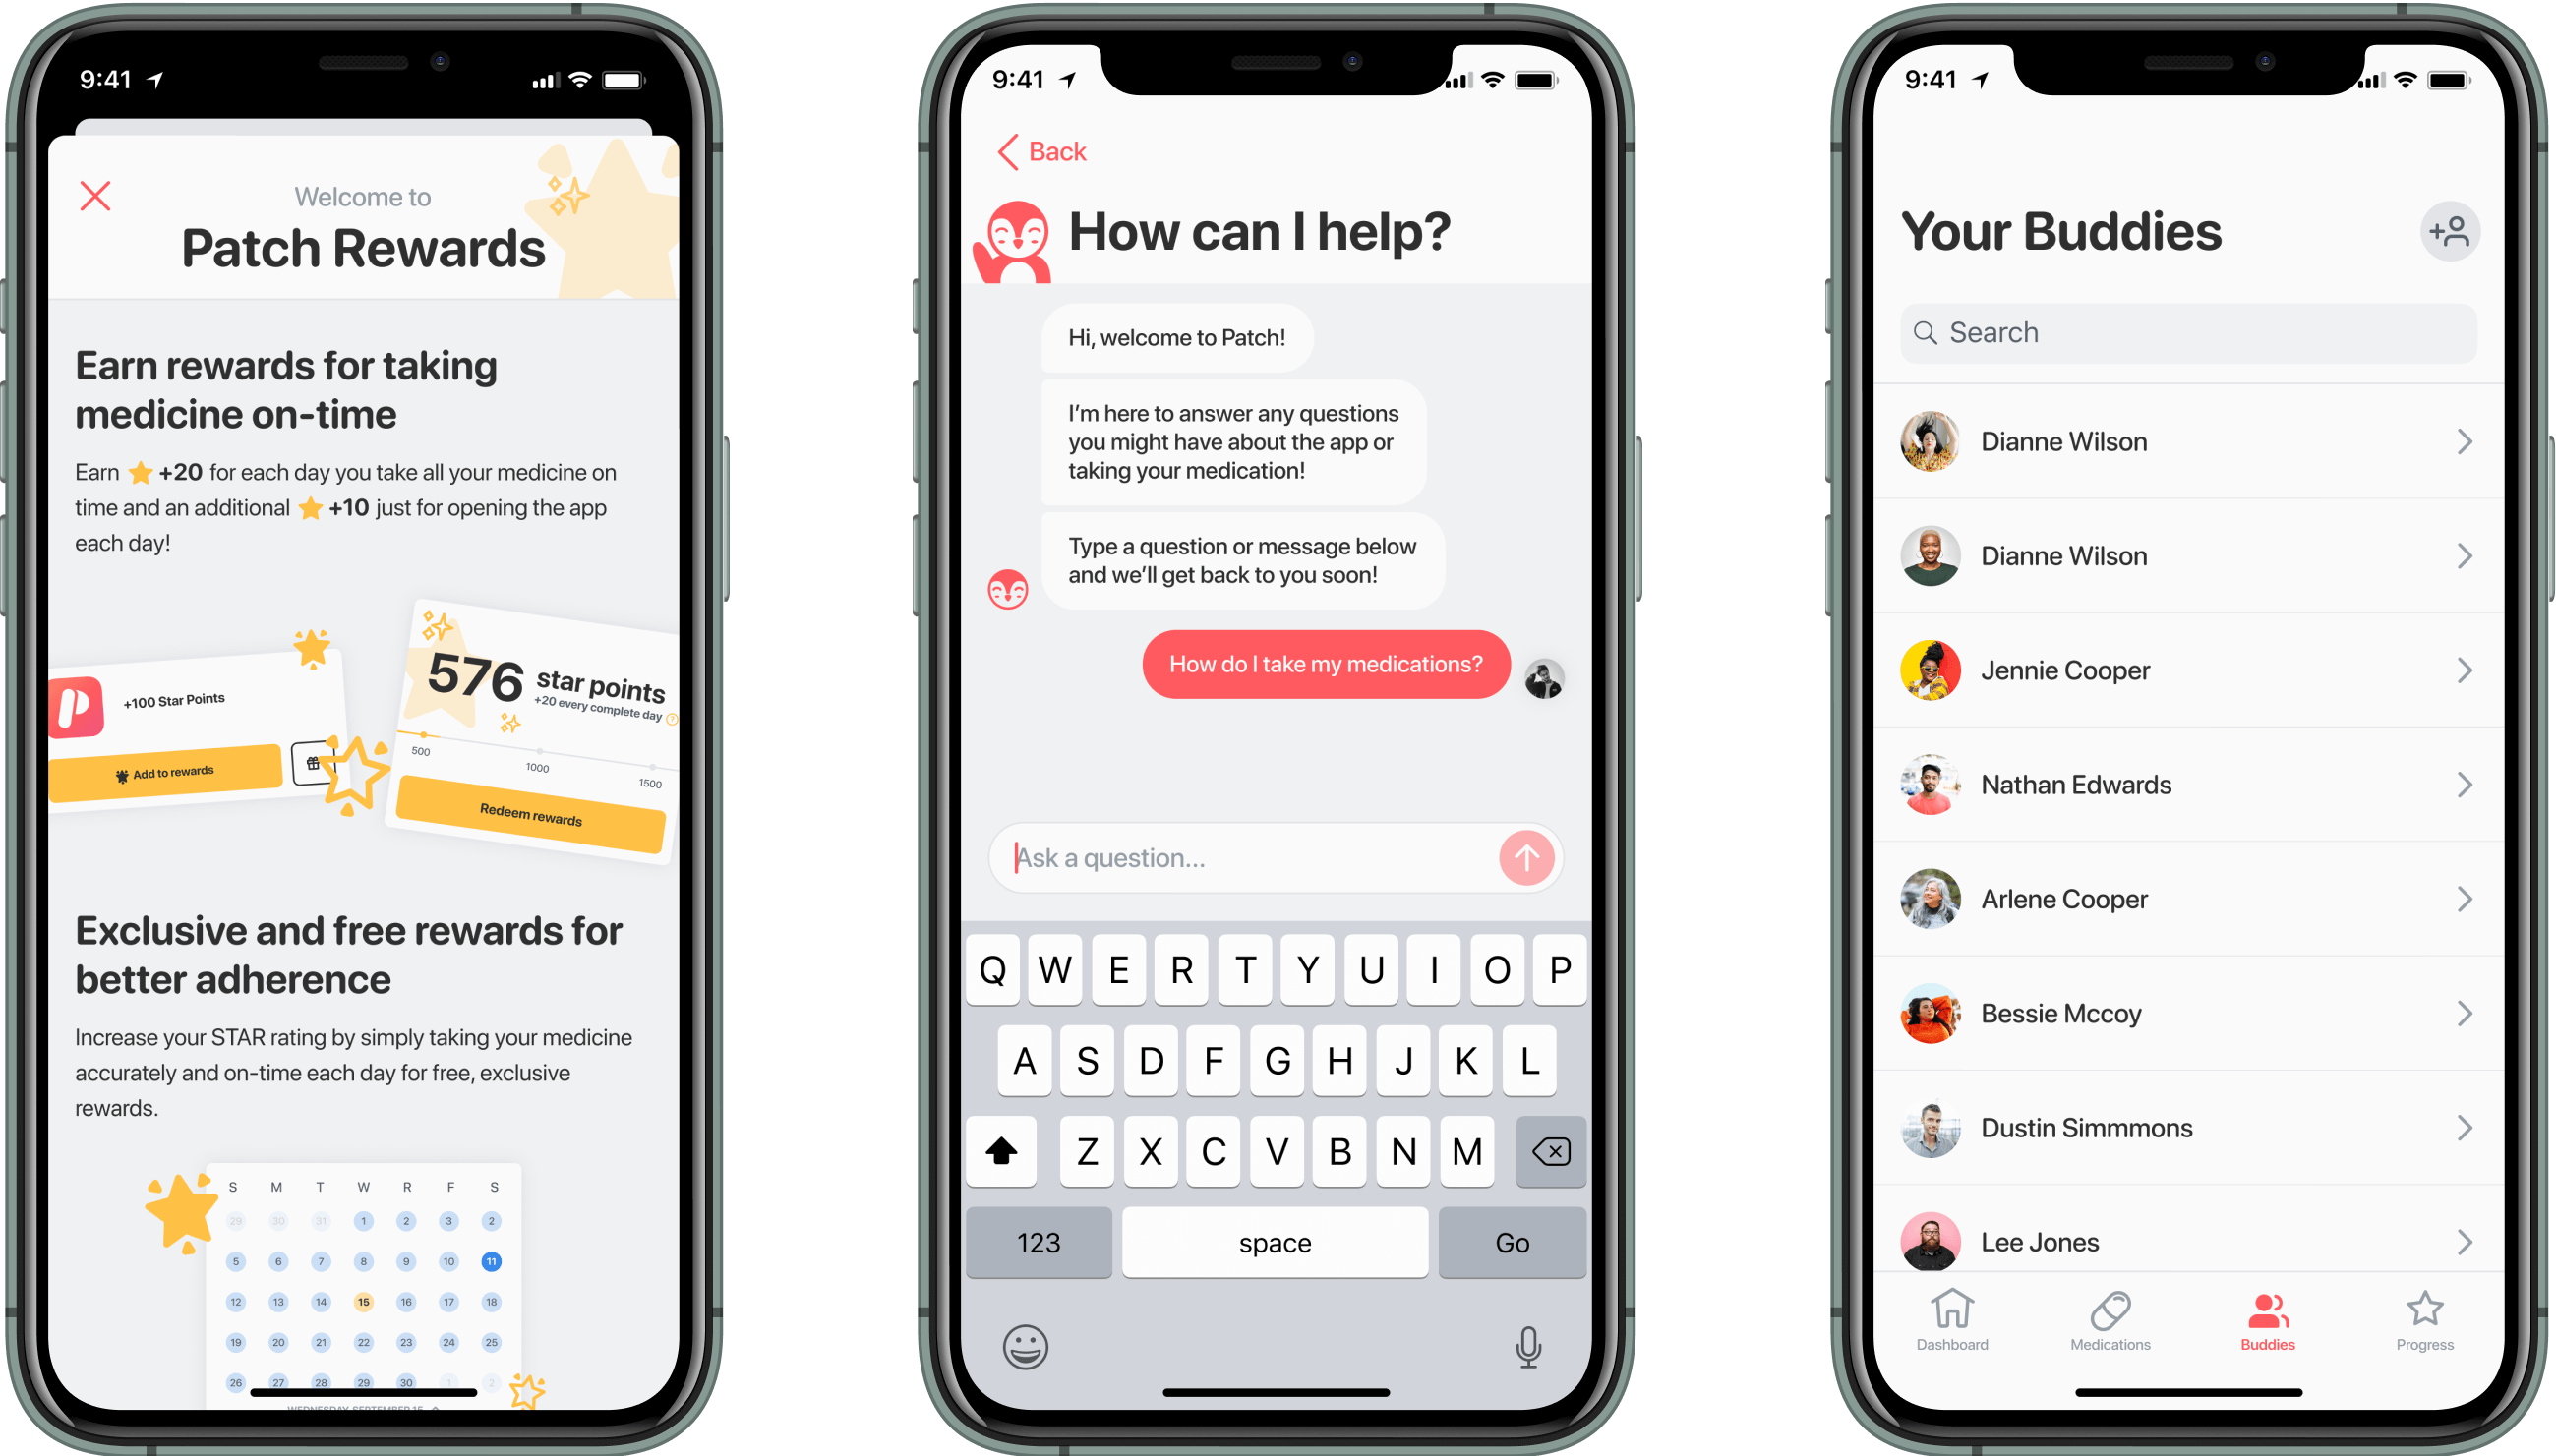 9:41
Welcome to
Patch Rewards
Earn rewards for taking
medicine on-time
Earn +20 for each day you take all your medicine on
time and an additional +10 just for opening the app
each day!
+100 Star Points
Add to rewards
576 star points
+20 every complete day ?
500 1000 1500
Redeem rewards
Exclusive and free rewards for
better adherence
Increase your STAR rating by simply taking your medicine
accurately and on-time each day for free, exclusive
rewards.
S M T W R F S
29 30 31 1 2 3 2
5 6 7 8 9 10 11
12 13 14 15 16 17 18
19 20 21 22 23 24 25
26 27 28 29 30 1 2
WEDNESDAY, SEPTEMBER 15
9:41
Back
How can I help?
Hi, welcome to Patch!
I’m here to answer any questions
you might have about the app or
taking your medication!
Type a question or message below
and we’ll get back to you soon!
How do I take my medications?
Ask a question...
Q W E R T Y U I O P
A S D F G H J K L
Z X C V B N M
123 space Go
9:41
Your Buddies
Search
Dianne Wilson
Dianne Wilson
Jennie Cooper
Nathan Edwards
Arlene Cooper
Bessie Mccoy
Dustin Simmmons
Lee Jones
Dashboard Medications Buddies Progress